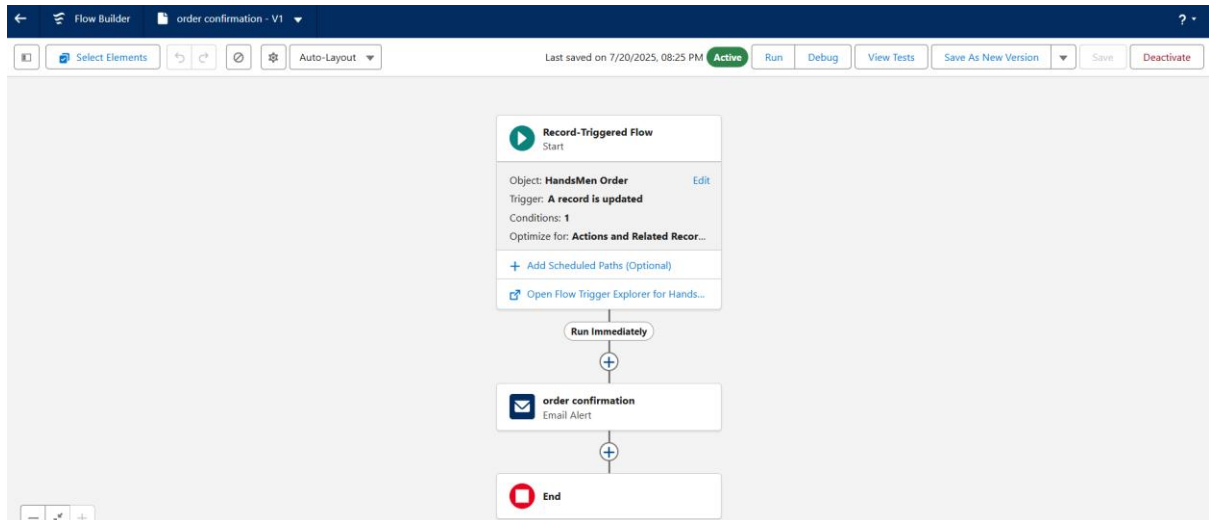 Flow Builder order confirmation - V1 ?
Select Elements Auto-Layout Last saved on 7/20/2025, 08:25 PM Active Run Debug View Tests Save As New Version Save Deactivate
Record-Triggered Flow
Start
Object: HandsMen Order Edit
Trigger: A record is updated
Conditions: 1
Optimize for: Actions and Related Recor...
+ Add Scheduled Paths (Optional)
Open Flow Trigger Explorer for Hands...
Run Immediately
order confirmation
Email Alert
End